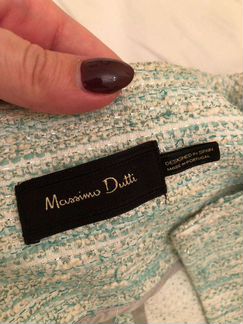 Massimo Dutti
DESIGNED IN SPAIN
MADE IN PORTUGAL